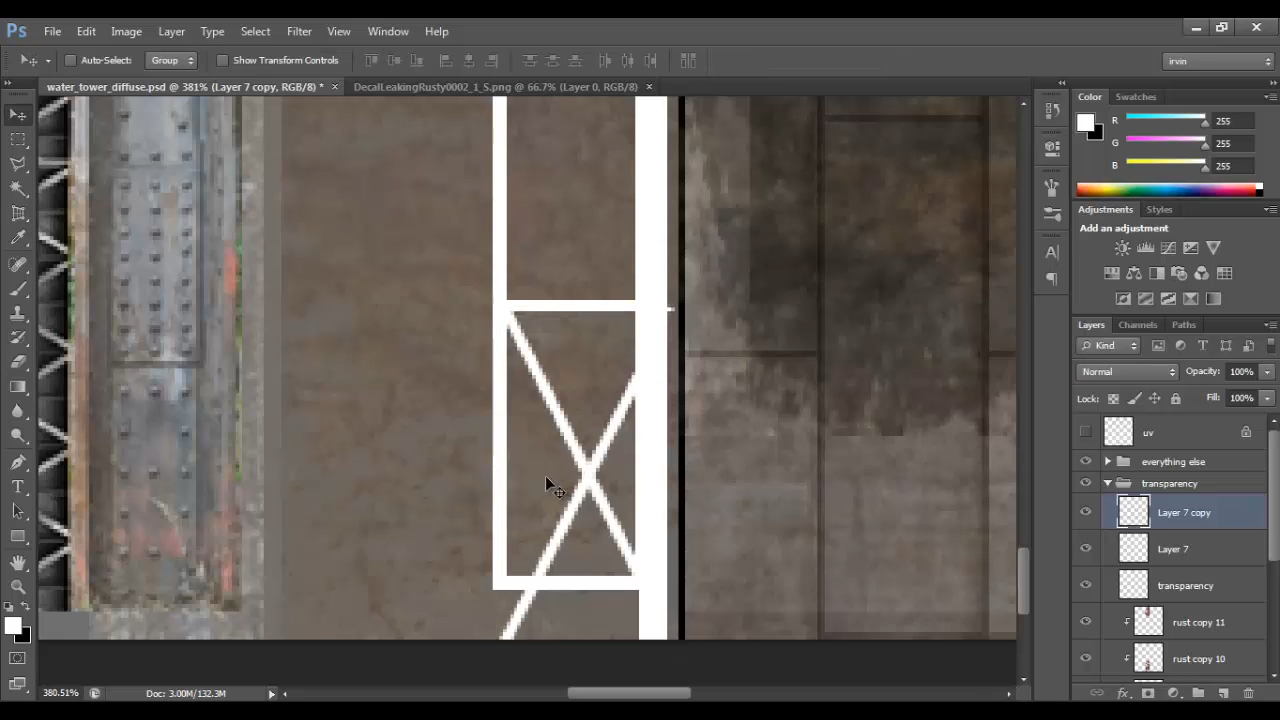 Ps File Edit Image Layer Type Select Filter View Window Help
Auto-Select: Group Show Transform Controls irvin
water_tower_diffuse.psd @ 381% (Layer 7 copy, RGB/8) * × DecalLeakingRusty0002_1_S.png @ 66.7% (Layer 0, RGB/8) ×
Color Swatches
R 255
G 255
B 255
Adjustments Styles
Add an adjustment
Layers Channels Paths
Kind
Normal Opacity: 100%
Lock: Fill: 100%
uv
everything else
transparency
Layer 7 copy
Layer 7
transparency
rust copy 11
rust copy 10
380.51% Doc: 3.00M/132.3M